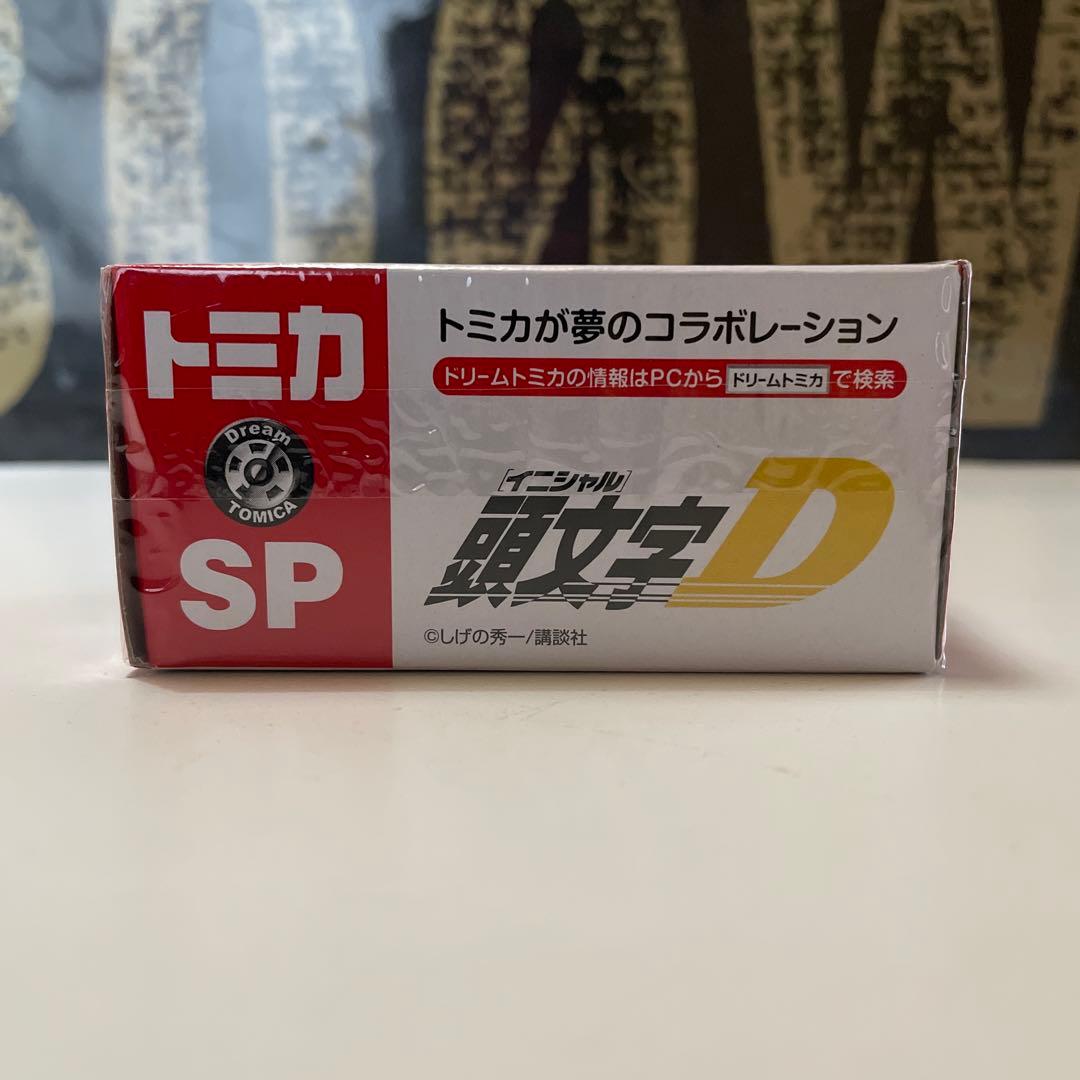 トミカ
Dream
TOMICA
SP
トミカが夢のコラボレーション
ドリームトミカの情報はPCから ドリームトミカ で検索
[イニシャル]
頭文字D
©しげの秀一/講談社